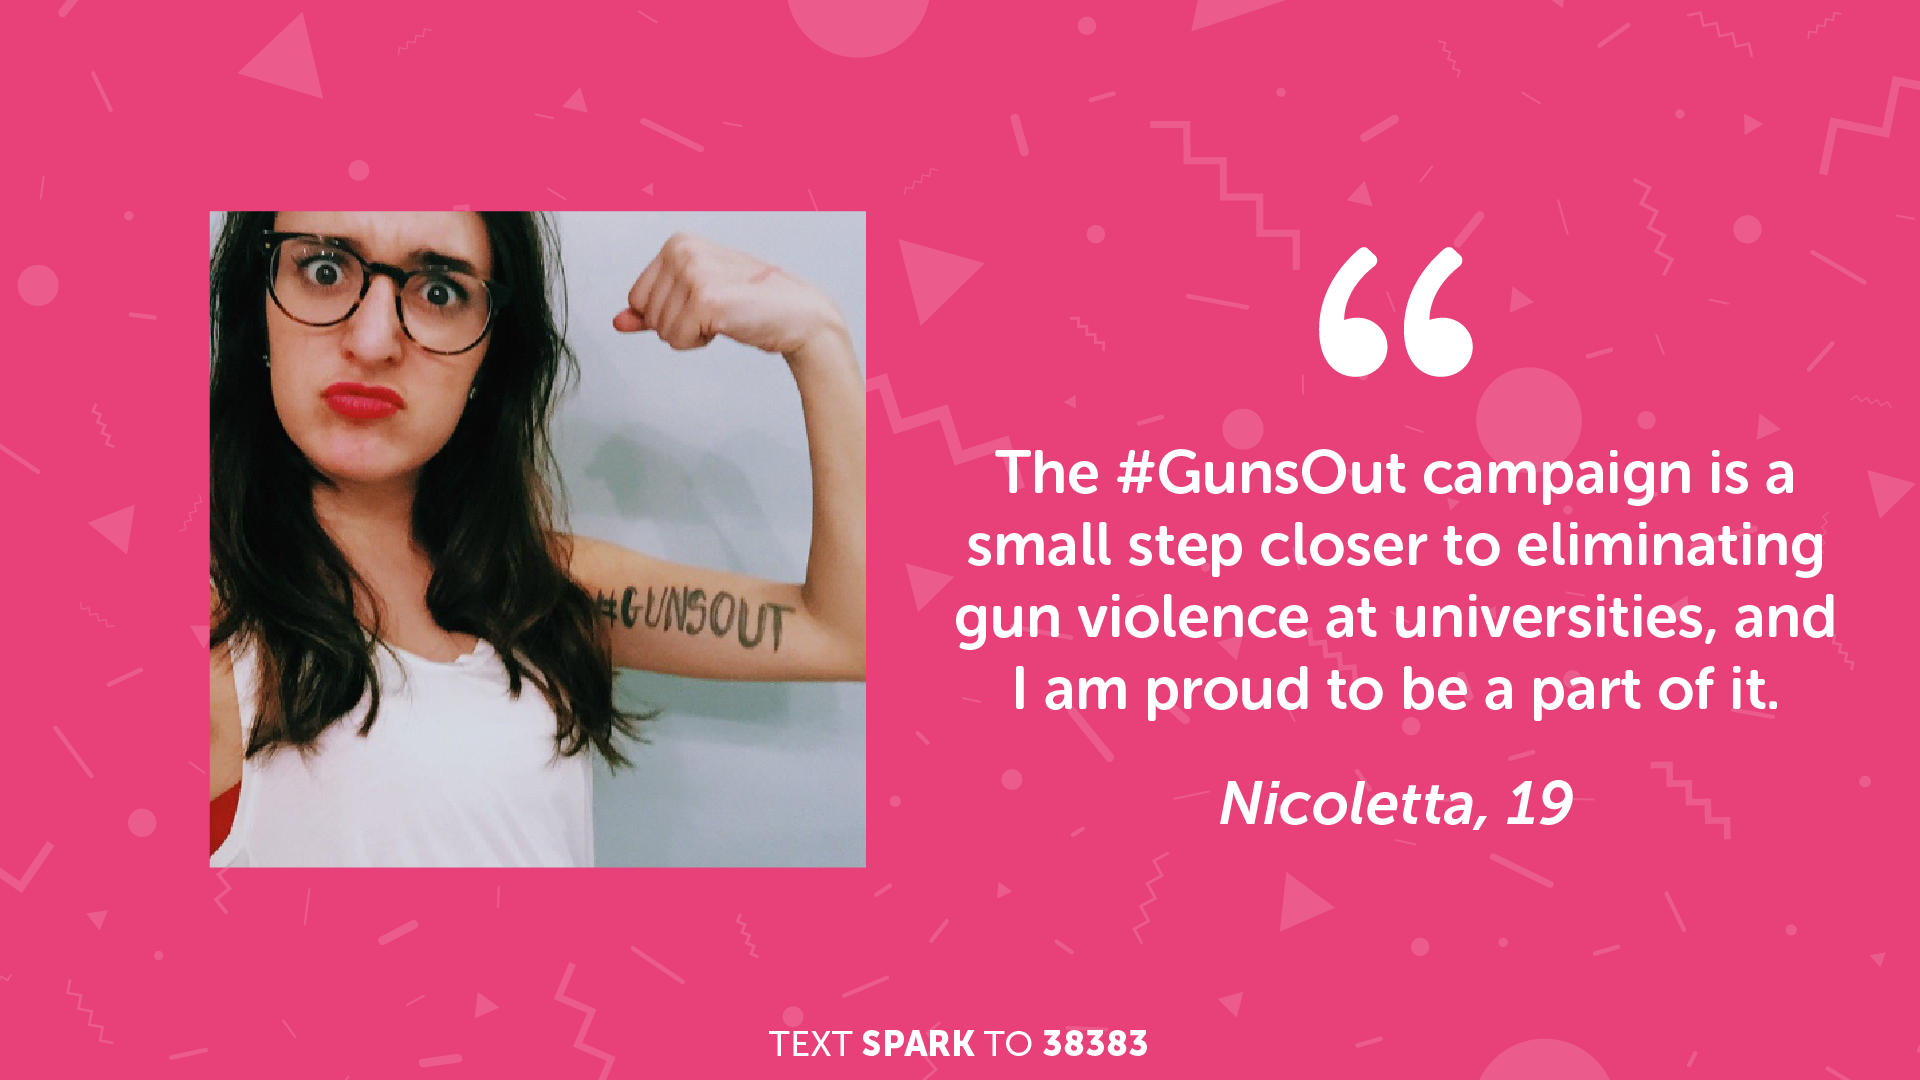 #GUNSOUT
“
The #GunsOut campaign is a
small step closer to eliminating
gun violence at universities, and
I am proud to be a part of it.
Nicoletta, 19
TEXT SPARK TO 38383